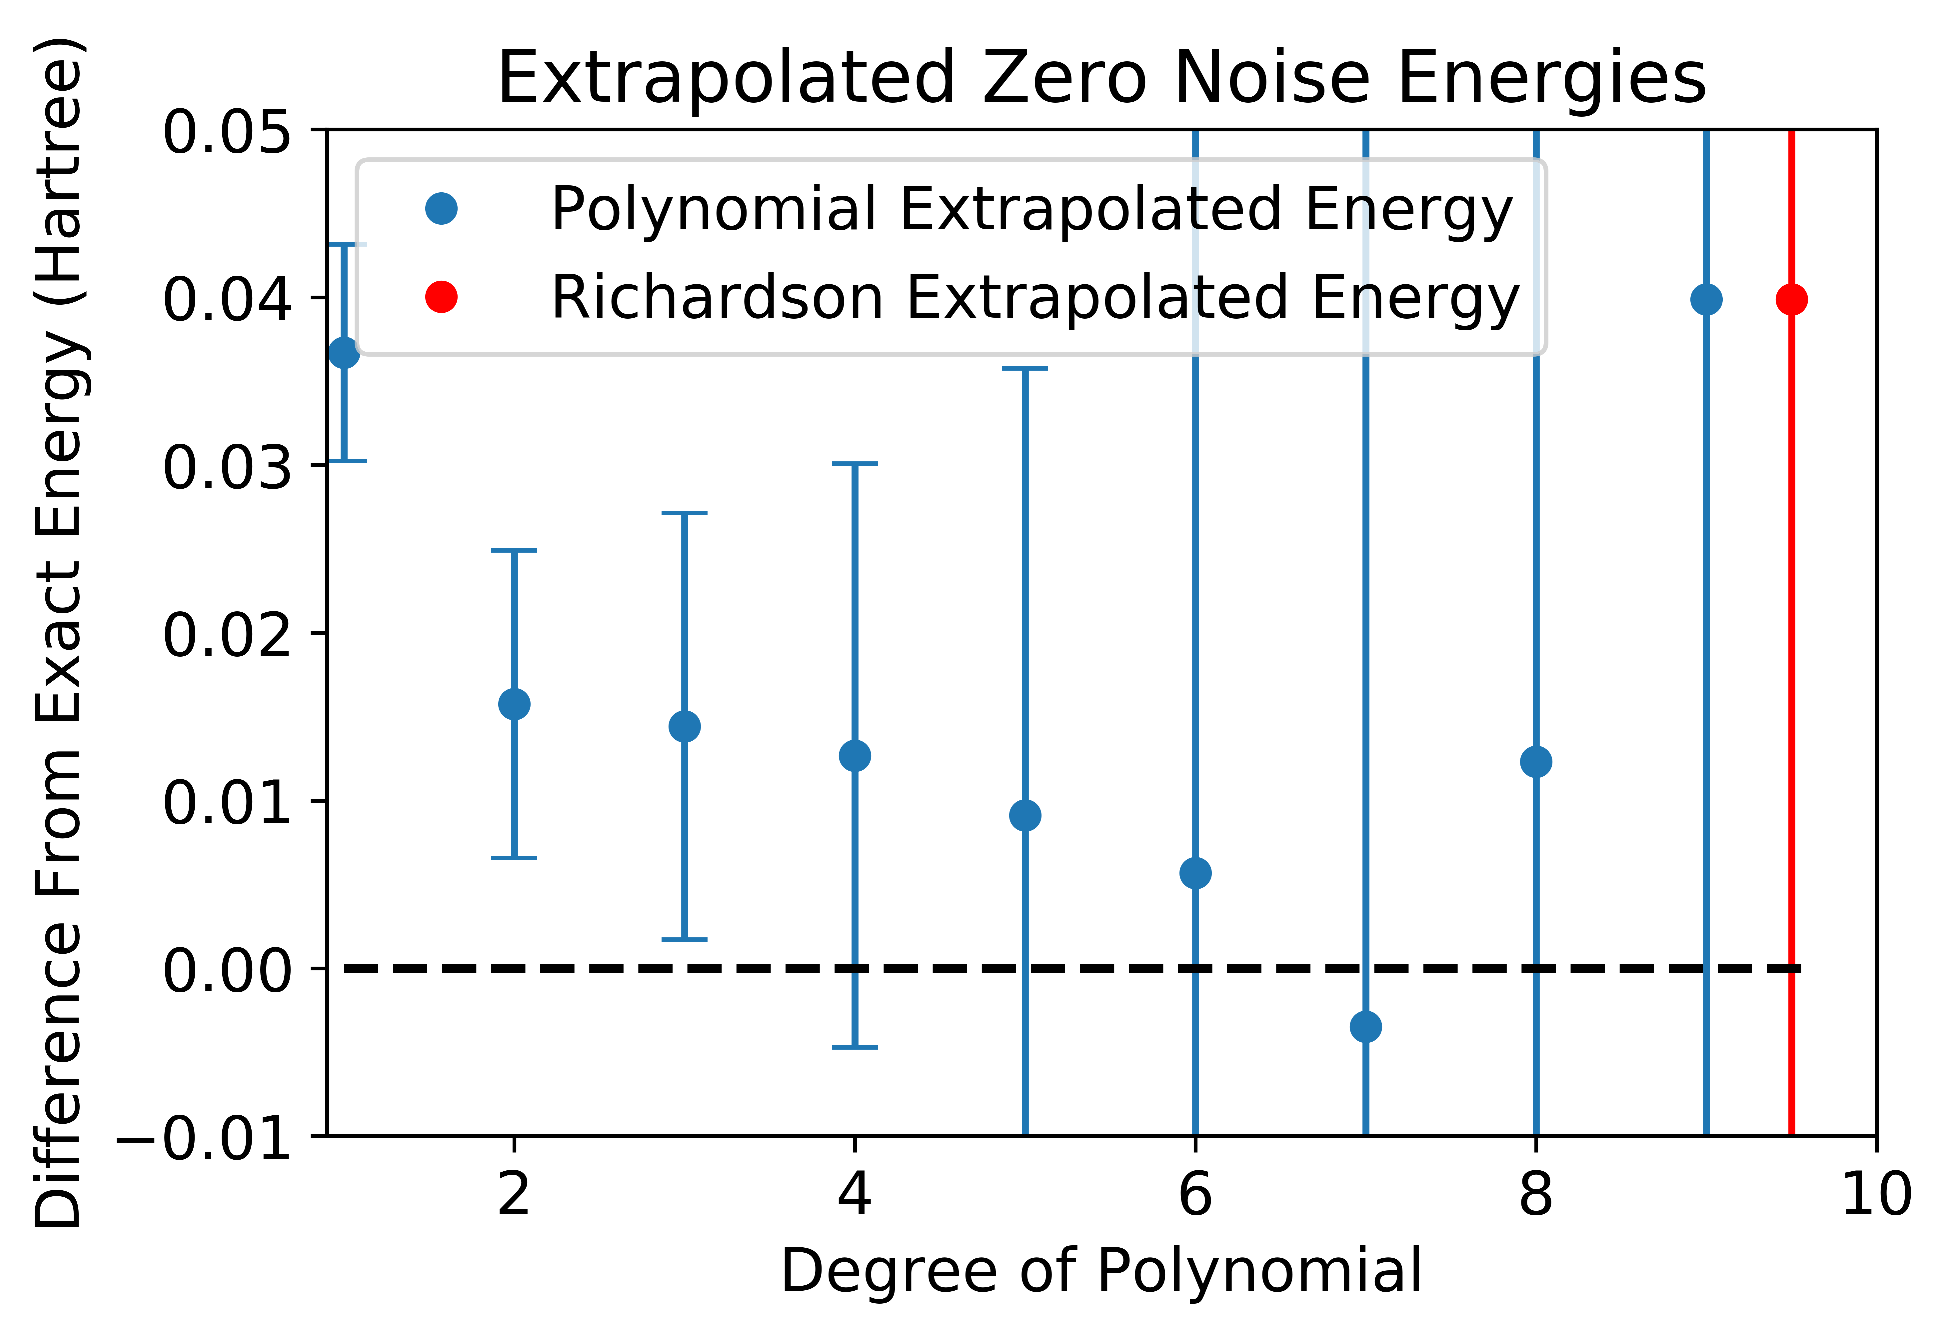 Extrapolated Zero Noise Energies
Difference From Exact Energy (Hartree)
0.05
0.04
0.03
0.02
0.01
0.00
−0.01
Polynomial Extrapolated Energy
Richardson Extrapolated Energy
2 4 6 8 10
Degree of Polynomial